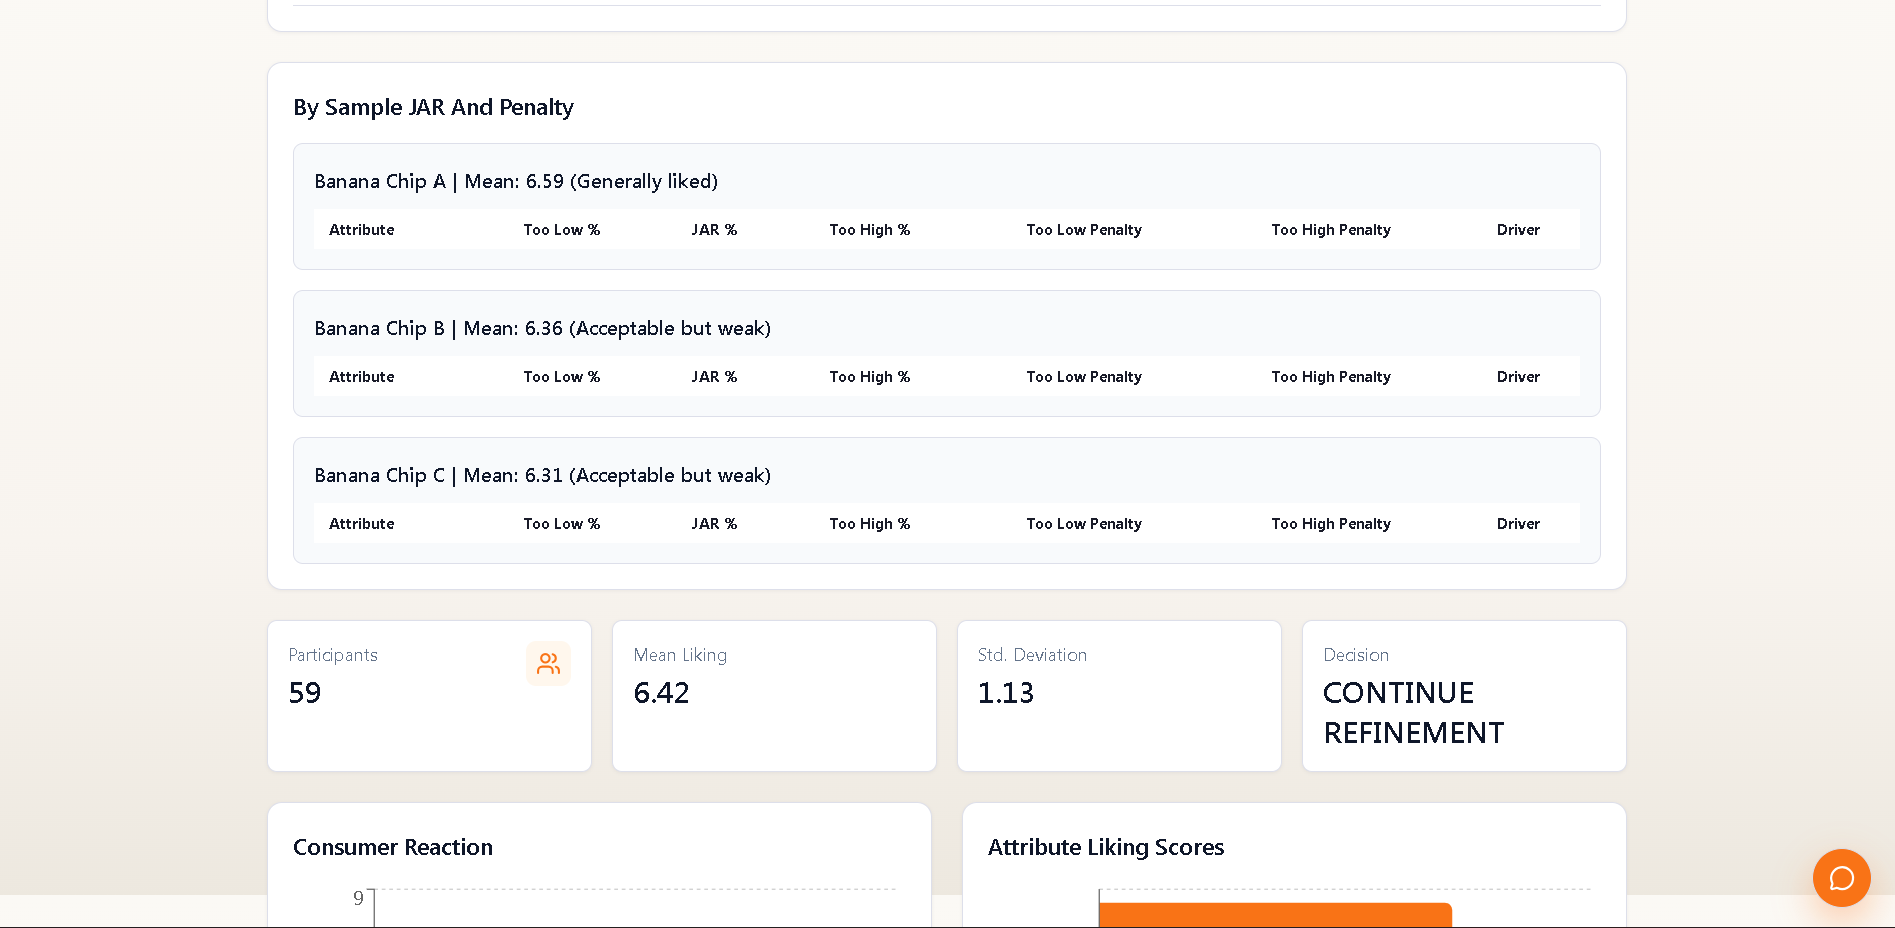 By Sample JAR And Penalty
Banana Chip A | Mean: 6.59 (Generally liked)
Attribute Too Low % JAR % Too High % Too Low Penalty Too High Penalty Driver
Banana Chip B | Mean: 6.36 (Acceptable but weak)
Attribute Too Low % JAR % Too High % Too Low Penalty Too High Penalty Driver
Banana Chip C | Mean: 6.31 (Acceptable but weak)
Attribute Too Low % JAR % Too High % Too Low Penalty Too High Penalty Driver
Participants
59
Mean Liking
6.42
Std. Deviation
1.13
Decision
CONTINUE
REFINEMENT
Consumer Reaction
9
Attribute Liking Scores